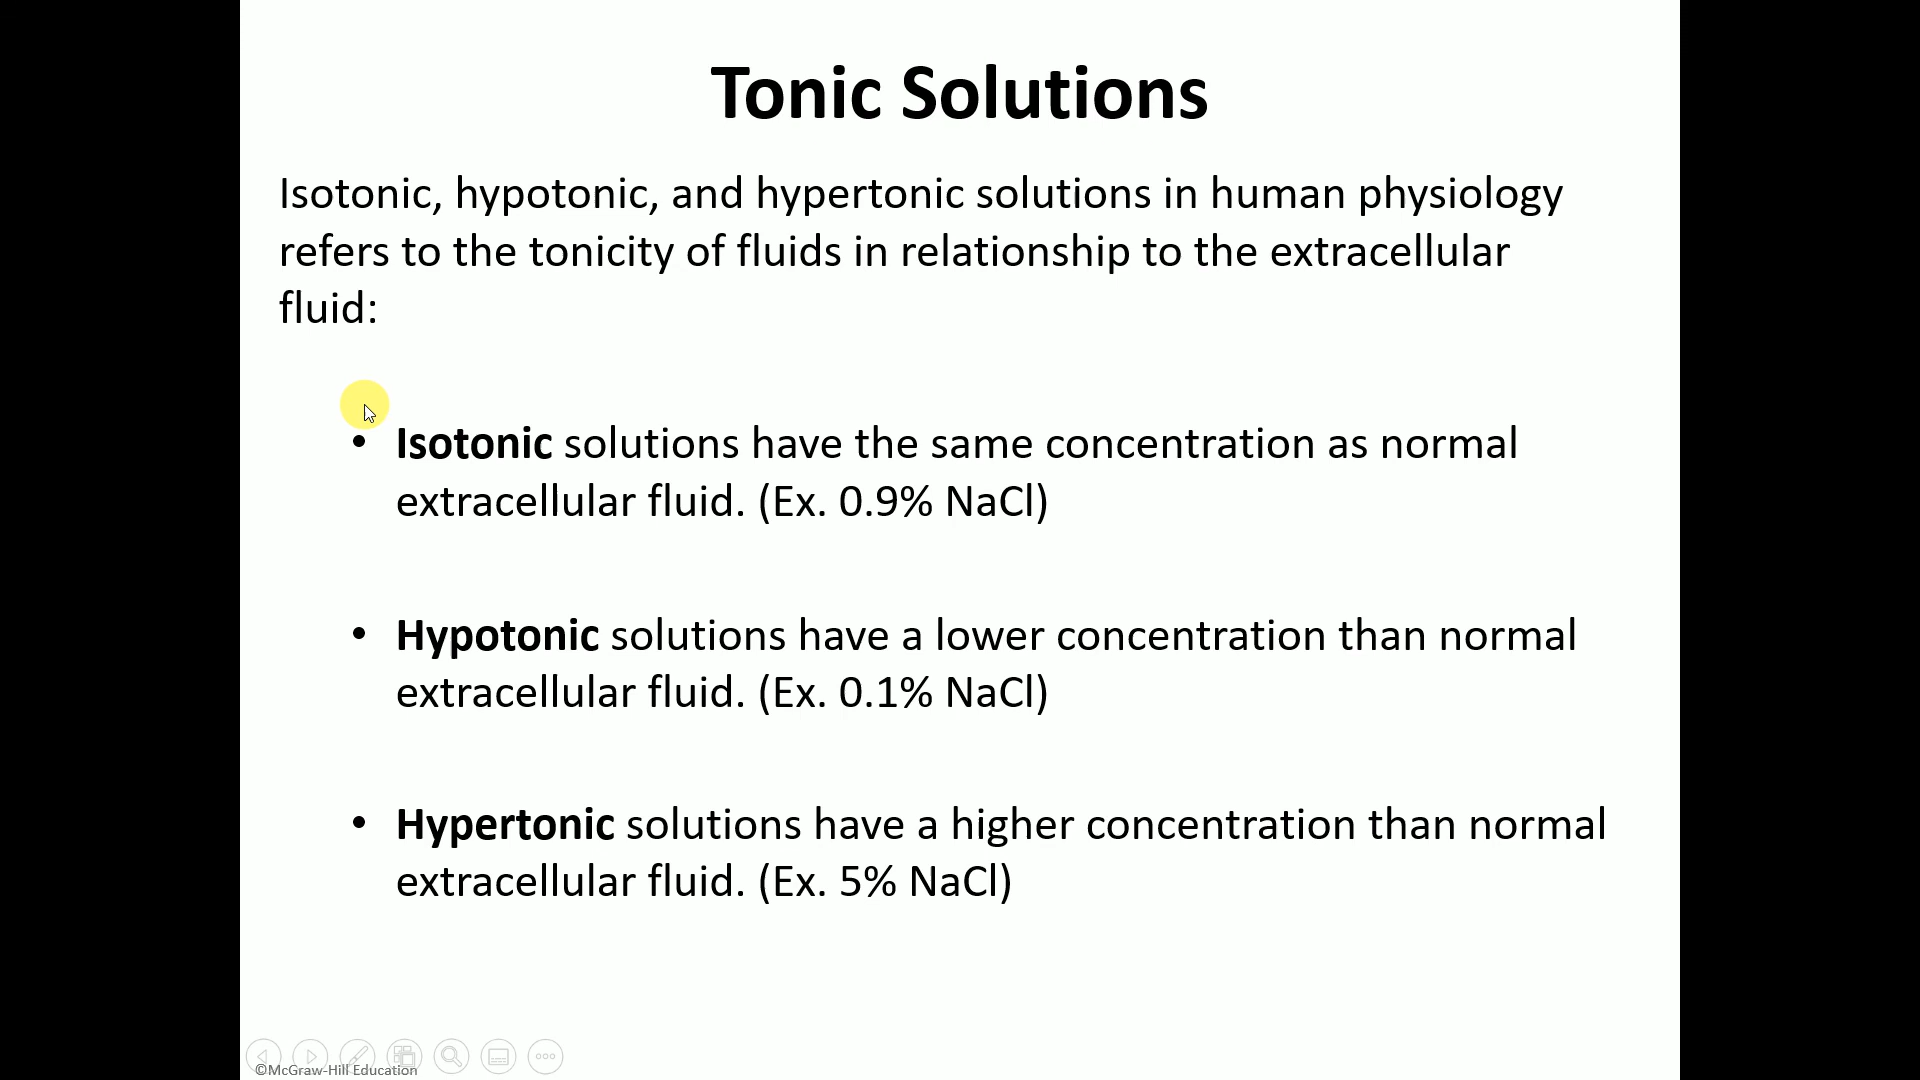 Tonic Solutions
Isotonic, hypotonic, and hypertonic solutions in human physiology
refers to the tonicity of fluids in relationship to the extracellular
fluid:
• Isotonic solutions have the same concentration as normal
extracellular fluid. (Ex. 0.9% NaCl)
• Hypotonic solutions have a lower concentration than normal
extracellular fluid. (Ex. 0.1% NaCl)
• Hypertonic solutions have a higher concentration than normal
extracellular fluid. (Ex. 5% NaCl)
©McGraw-Hill Education